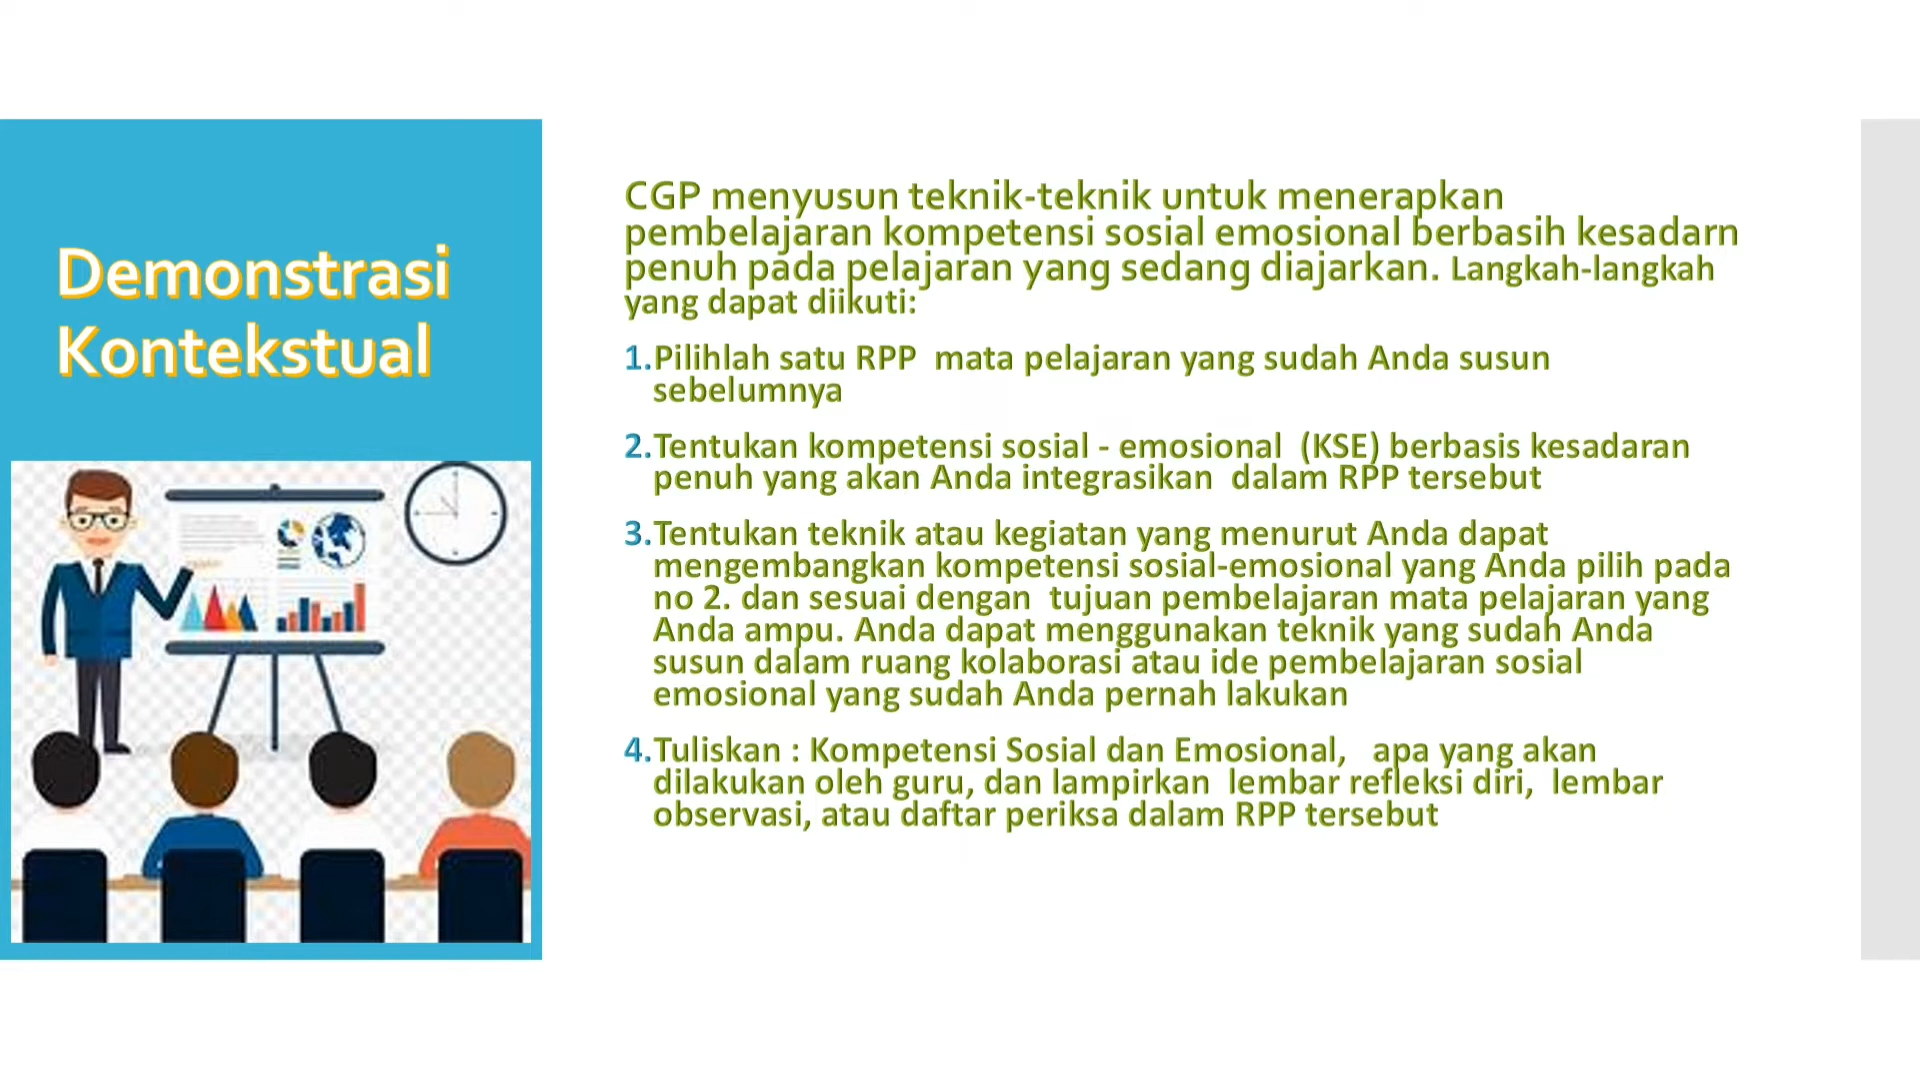 Demonstrasi
Kontekstual
CGP menyusun teknik-teknik untuk menerapkan
pembelajaran kompetensi sosial emosional berbasih kesadarn
penuh pada pelajaran yang sedang diajarkan. Langkah-langkah
yang dapat diikuti:
1.Pilihlah satu RPP mata pelajaran yang sudah Anda susun
sebelumnya
2.Tentukan kompetensi sosial - emosional (KSE) berbasis kesadaran
penuh yang akan Anda integrasikan dalam RPP tersebut
3.Tentukan teknik atau kegiatan yang menurut Anda dapat
mengembangkan kompetensi sosial-emosional yang Anda pilih pada
no 2. dan sesuai dengan tujuan pembelajaran mata pelajaran yang
Anda ampu. Anda dapat menggunakan teknik yang sudah Anda
susun dalam ruang kolaborasi atau ide pembelajaran sosial
emosional yang sudah Anda pernah lakukan
4.Tuliskan : Kompetensi Sosial dan Emosional, apa yang akan
dilakukan oleh guru, dan lampirkan lembar refleksi diri, lembar
observasi, atau daftar periksa dalam RPP tersebut